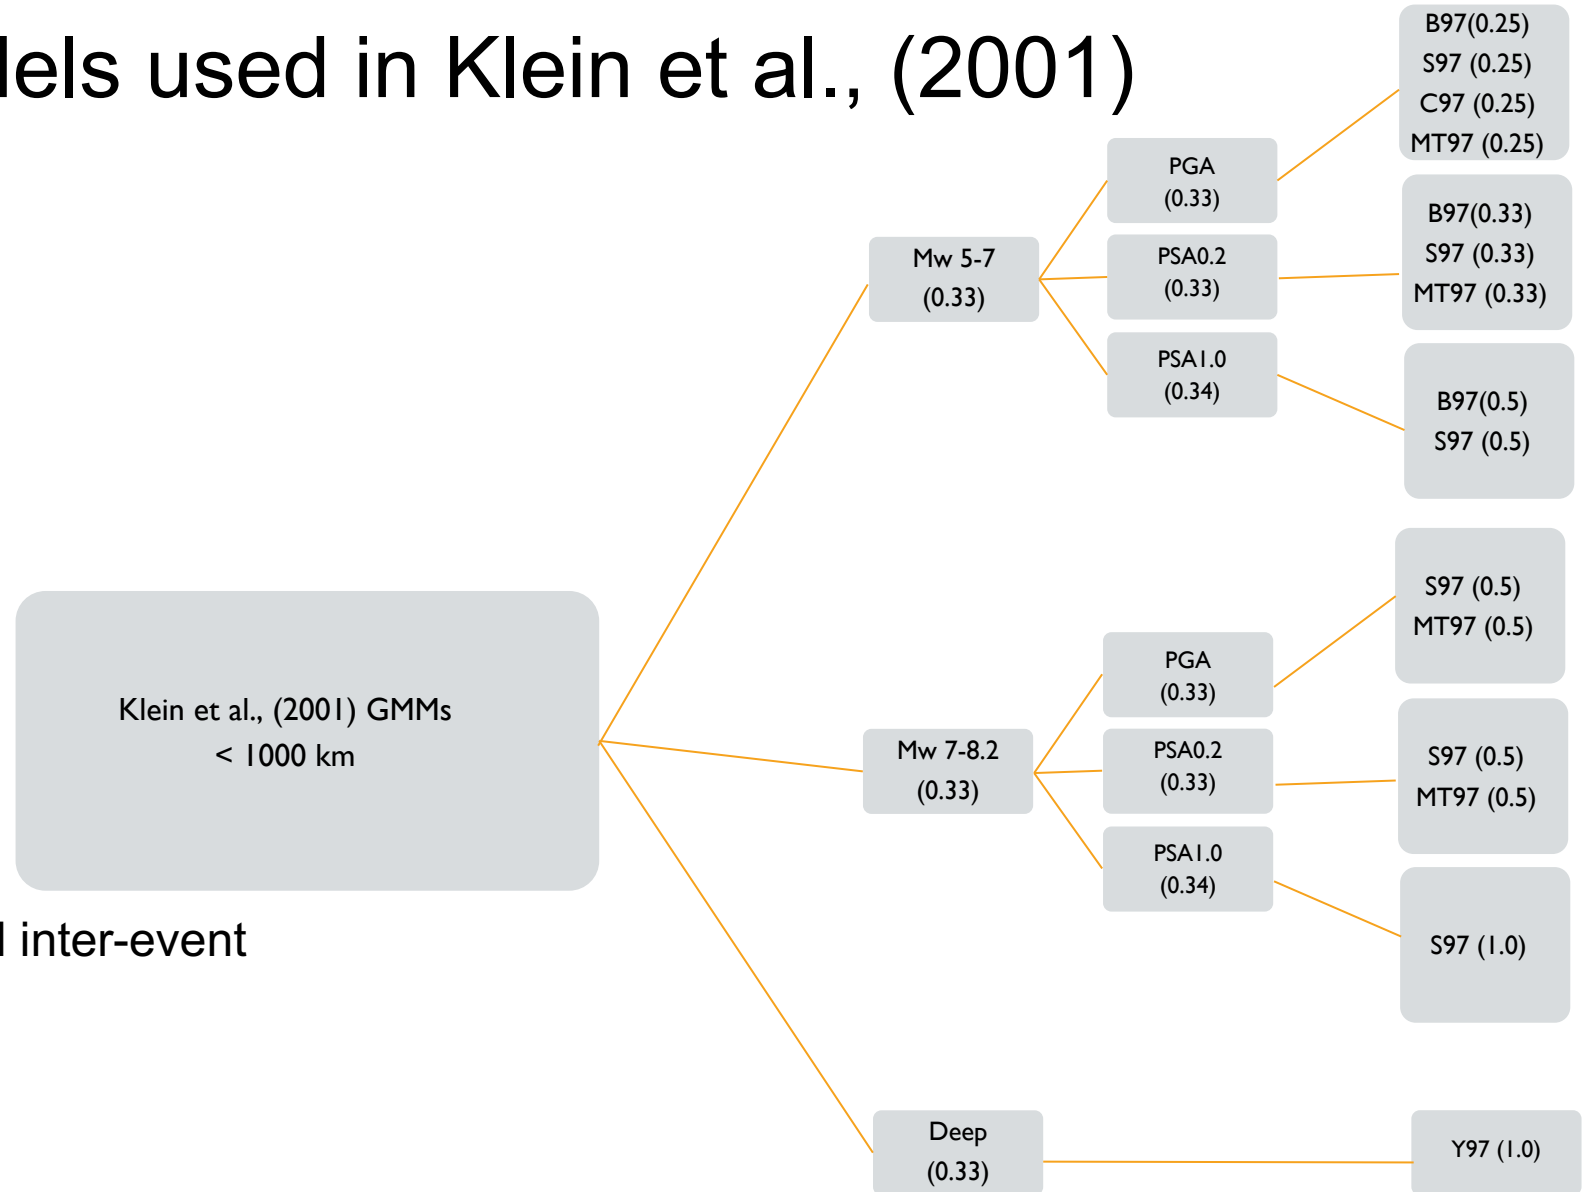 dels used in Klein et al., (2001)
B97(0.25)
S97 (0.25)
C97 (0.25)
MT97 (0.25)
PGA
(0.33)
B97(0.33)
S97 (0.33)
MT97 (0.33)
Mw 5-7
(0.33)
PSA0.2
(0.33)
PSA1.0
(0.34)
B97(0.5)
S97 (0.5)
Klein et al., (2001) GMMs
< 1000 km
S97 (0.5)
MT97 (0.5)
PGA
(0.33)
Mw 7-8.2
(0.33)
PSA0.2
(0.33)
S97 (0.5)
MT97 (0.5)
PSA1.0
(0.34)
S97 (1.0)
inter-event
Deep
(0.33)
Y97 (1.0)